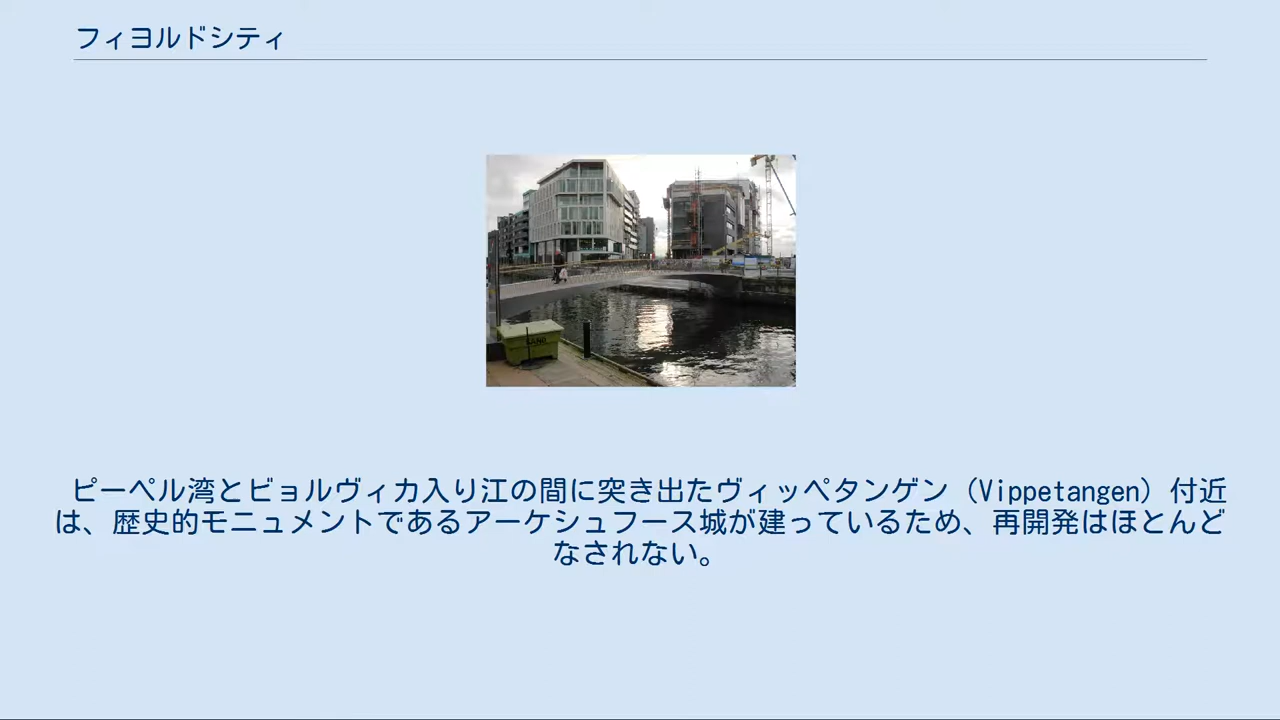 フィヨルドシティ
SAND
ピーペル湾とビョルヴィカ入り江の間に突き出たヴィッペタンゲン（Vippetangen）付近
は、歴史的モニュメントであるアーケシュフース城が建っているため、再開発はほとんど
なされない。